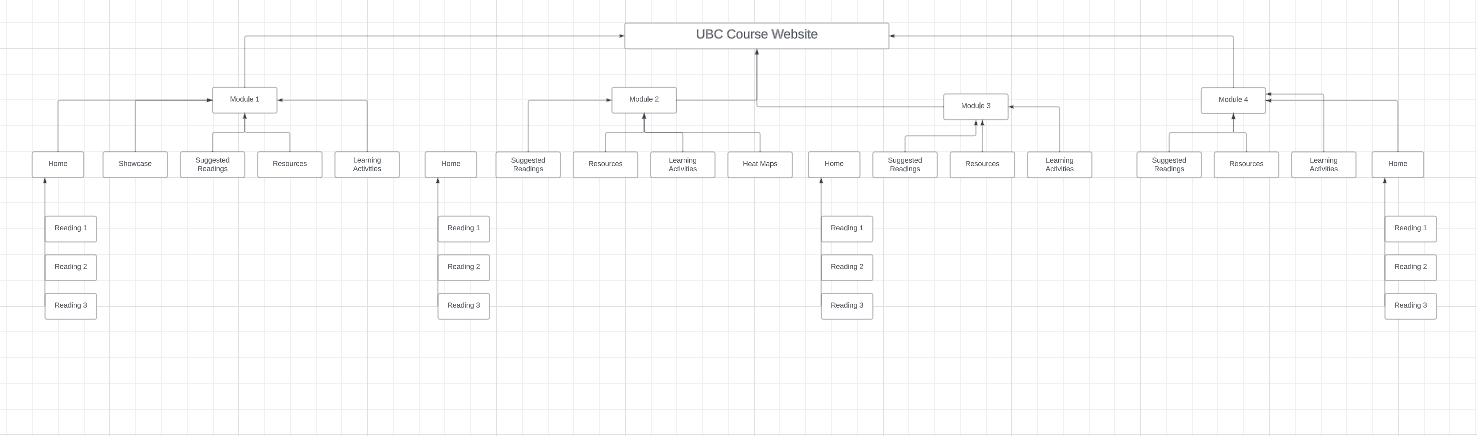 UBC Course Website
Module 1
Module 2
Module 3
Module 4
Home
Showcase
Suggested
Readings
Resources
Learning
Activities
Home
Suggested
Readings
Resources
Learning
Activities
Heat Maps
Home
Suggested
Readings
Resources
Learning
Activities
Suggested
Readings
Resources
Learning
Activities
Home
Reading 1
Reading 1
Reading 1
Reading 1
Reading 2
Reading 2
Reading 2
Reading 2
Reading 3
Reading 3
Reading 3
Reading 3